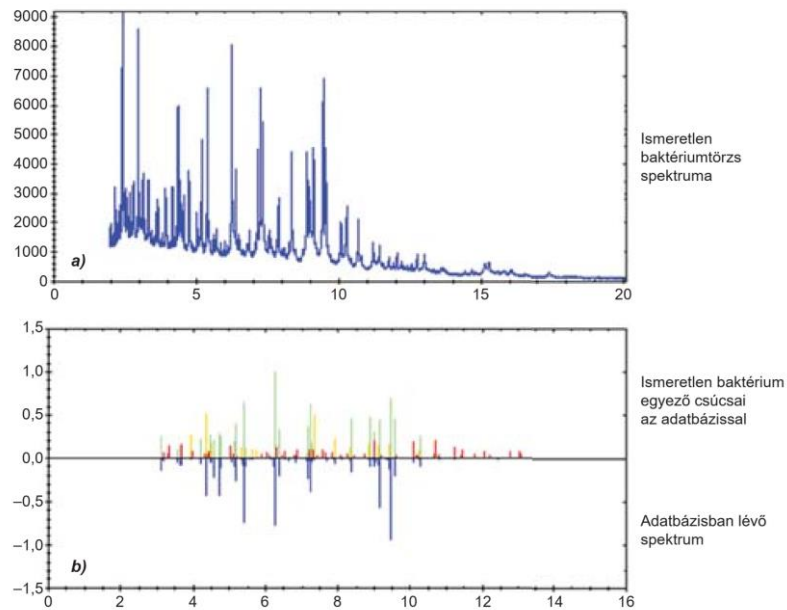 9000
8000
7000
6000
5000
4000
3000
2000
1000
0
a)
0 5 10 15 20
Ismeretlen
baktériumtörzs
spektruma
1,5
1,0
0,5
0,0
–0,5
–1,0
–1,5
b)
0 2 4 6 8 10 12 14 16
Ismeretlen baktérium
egyező csúcsai
az adatbázissal
Adatbázisban lévő
spektrum